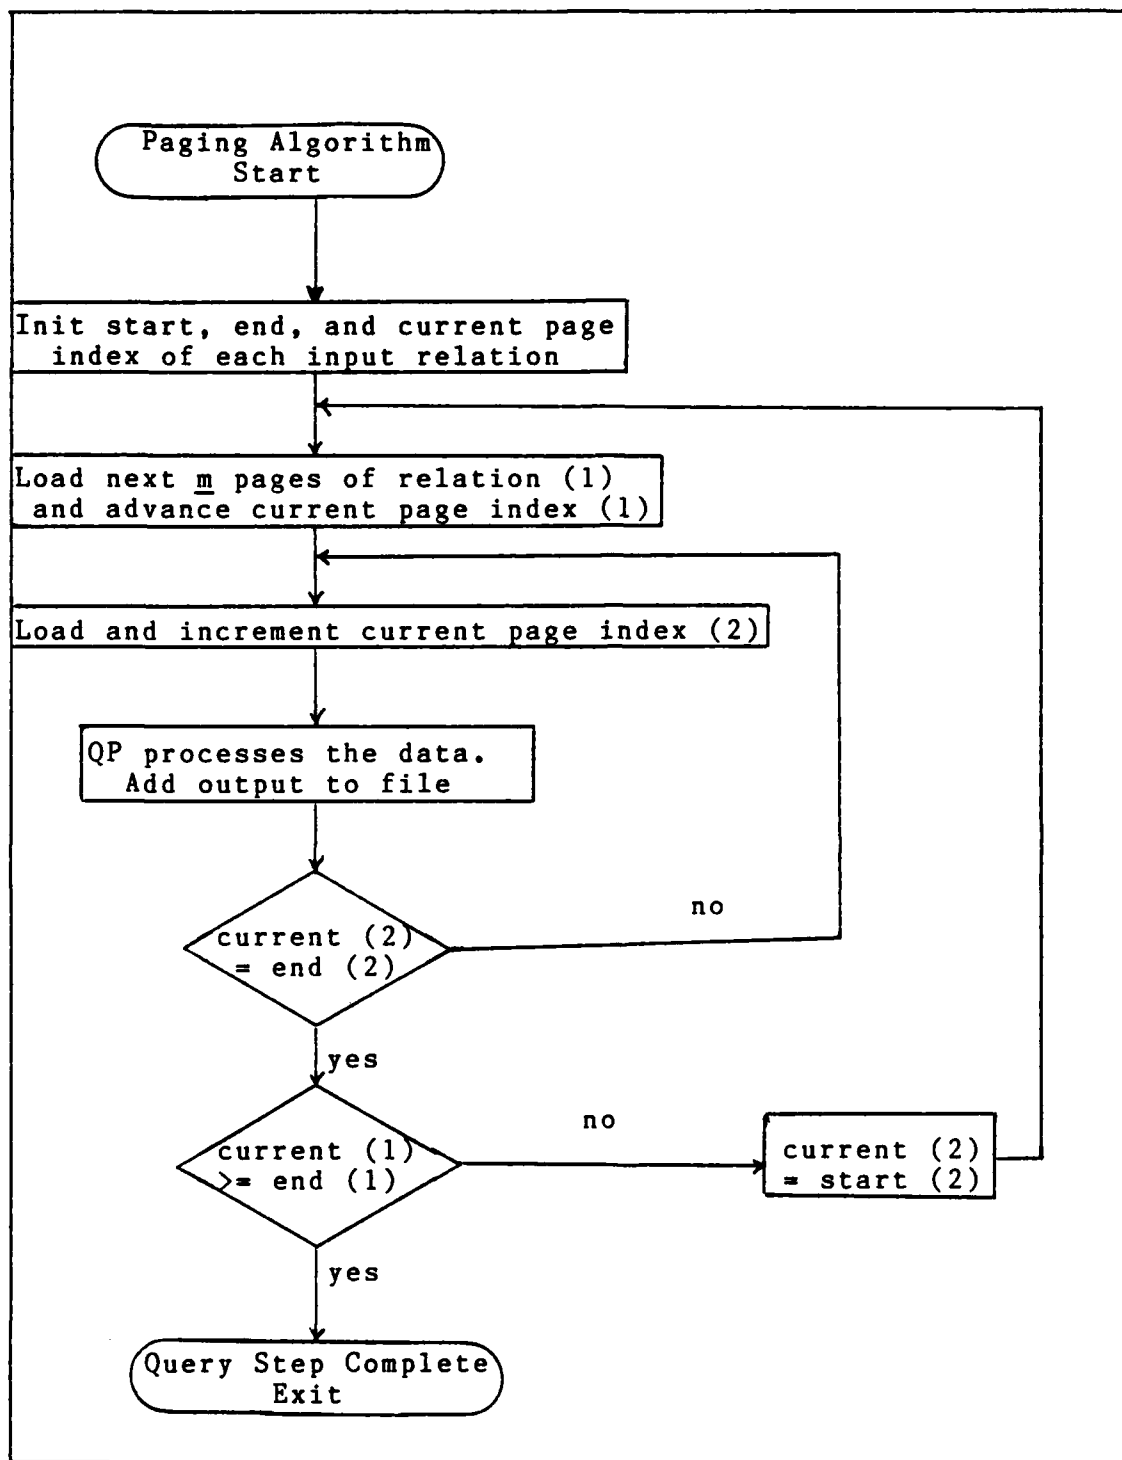 Paging Algorithm
Start
Init start, end, and current page
index of each input relation
Load next m pages of relation (1)
and advance current page index (1)
Load and increment current page index (2)
QP processes the data.
Add output to file
no
current (2)
= end (2)
yes
no
current (1)
>= end (1)
current (2)
= start (2)
yes
Query Step Complete
Exit